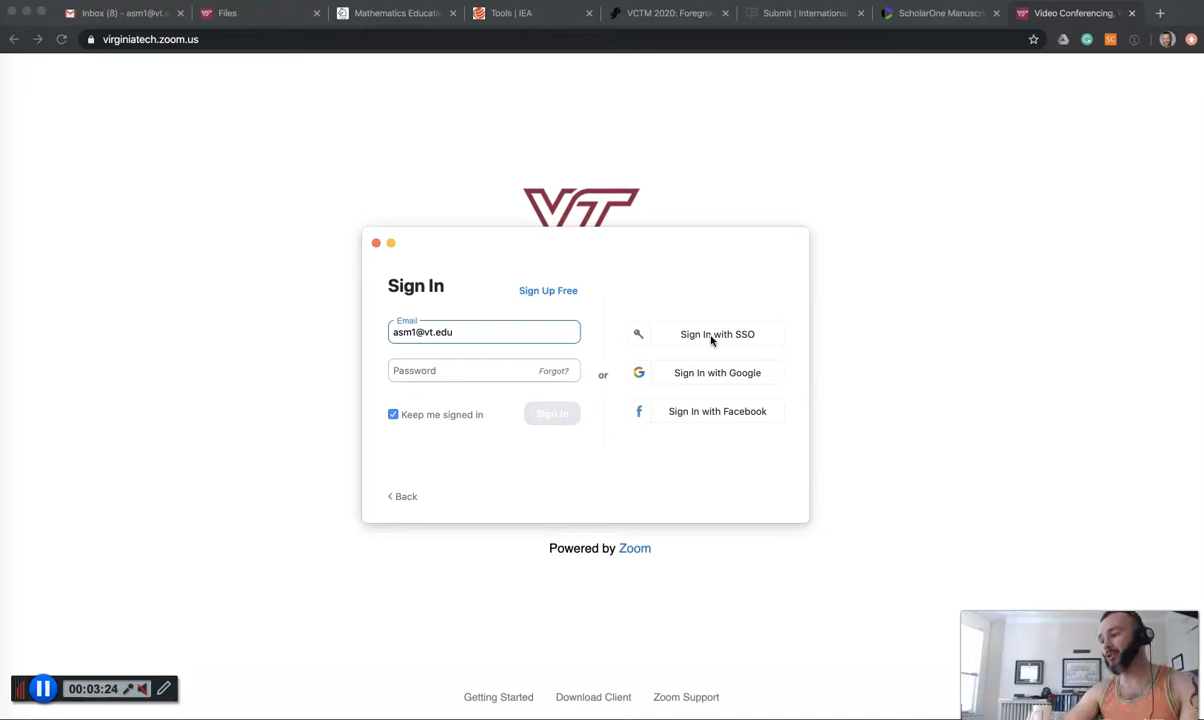 Inbox (8) - asm1@vt.e
Files
Mathematics Educati
Tools | IEA
VCTM 2020: Foregrou
Submit | International
ScholarOne Manuscri
Video Conferencing,
virginiatech.zoom.us
VT
Sign In
Sign Up Free
Email
asm1@vt.edu
Password
Forgot?
Keep me signed in
Sign In
or
Sign In with SSO
Sign In with Google
Sign In with Facebook
< Back
Powered by Zoom
Getting Started
Download Client
Zoom Support
00:03:24